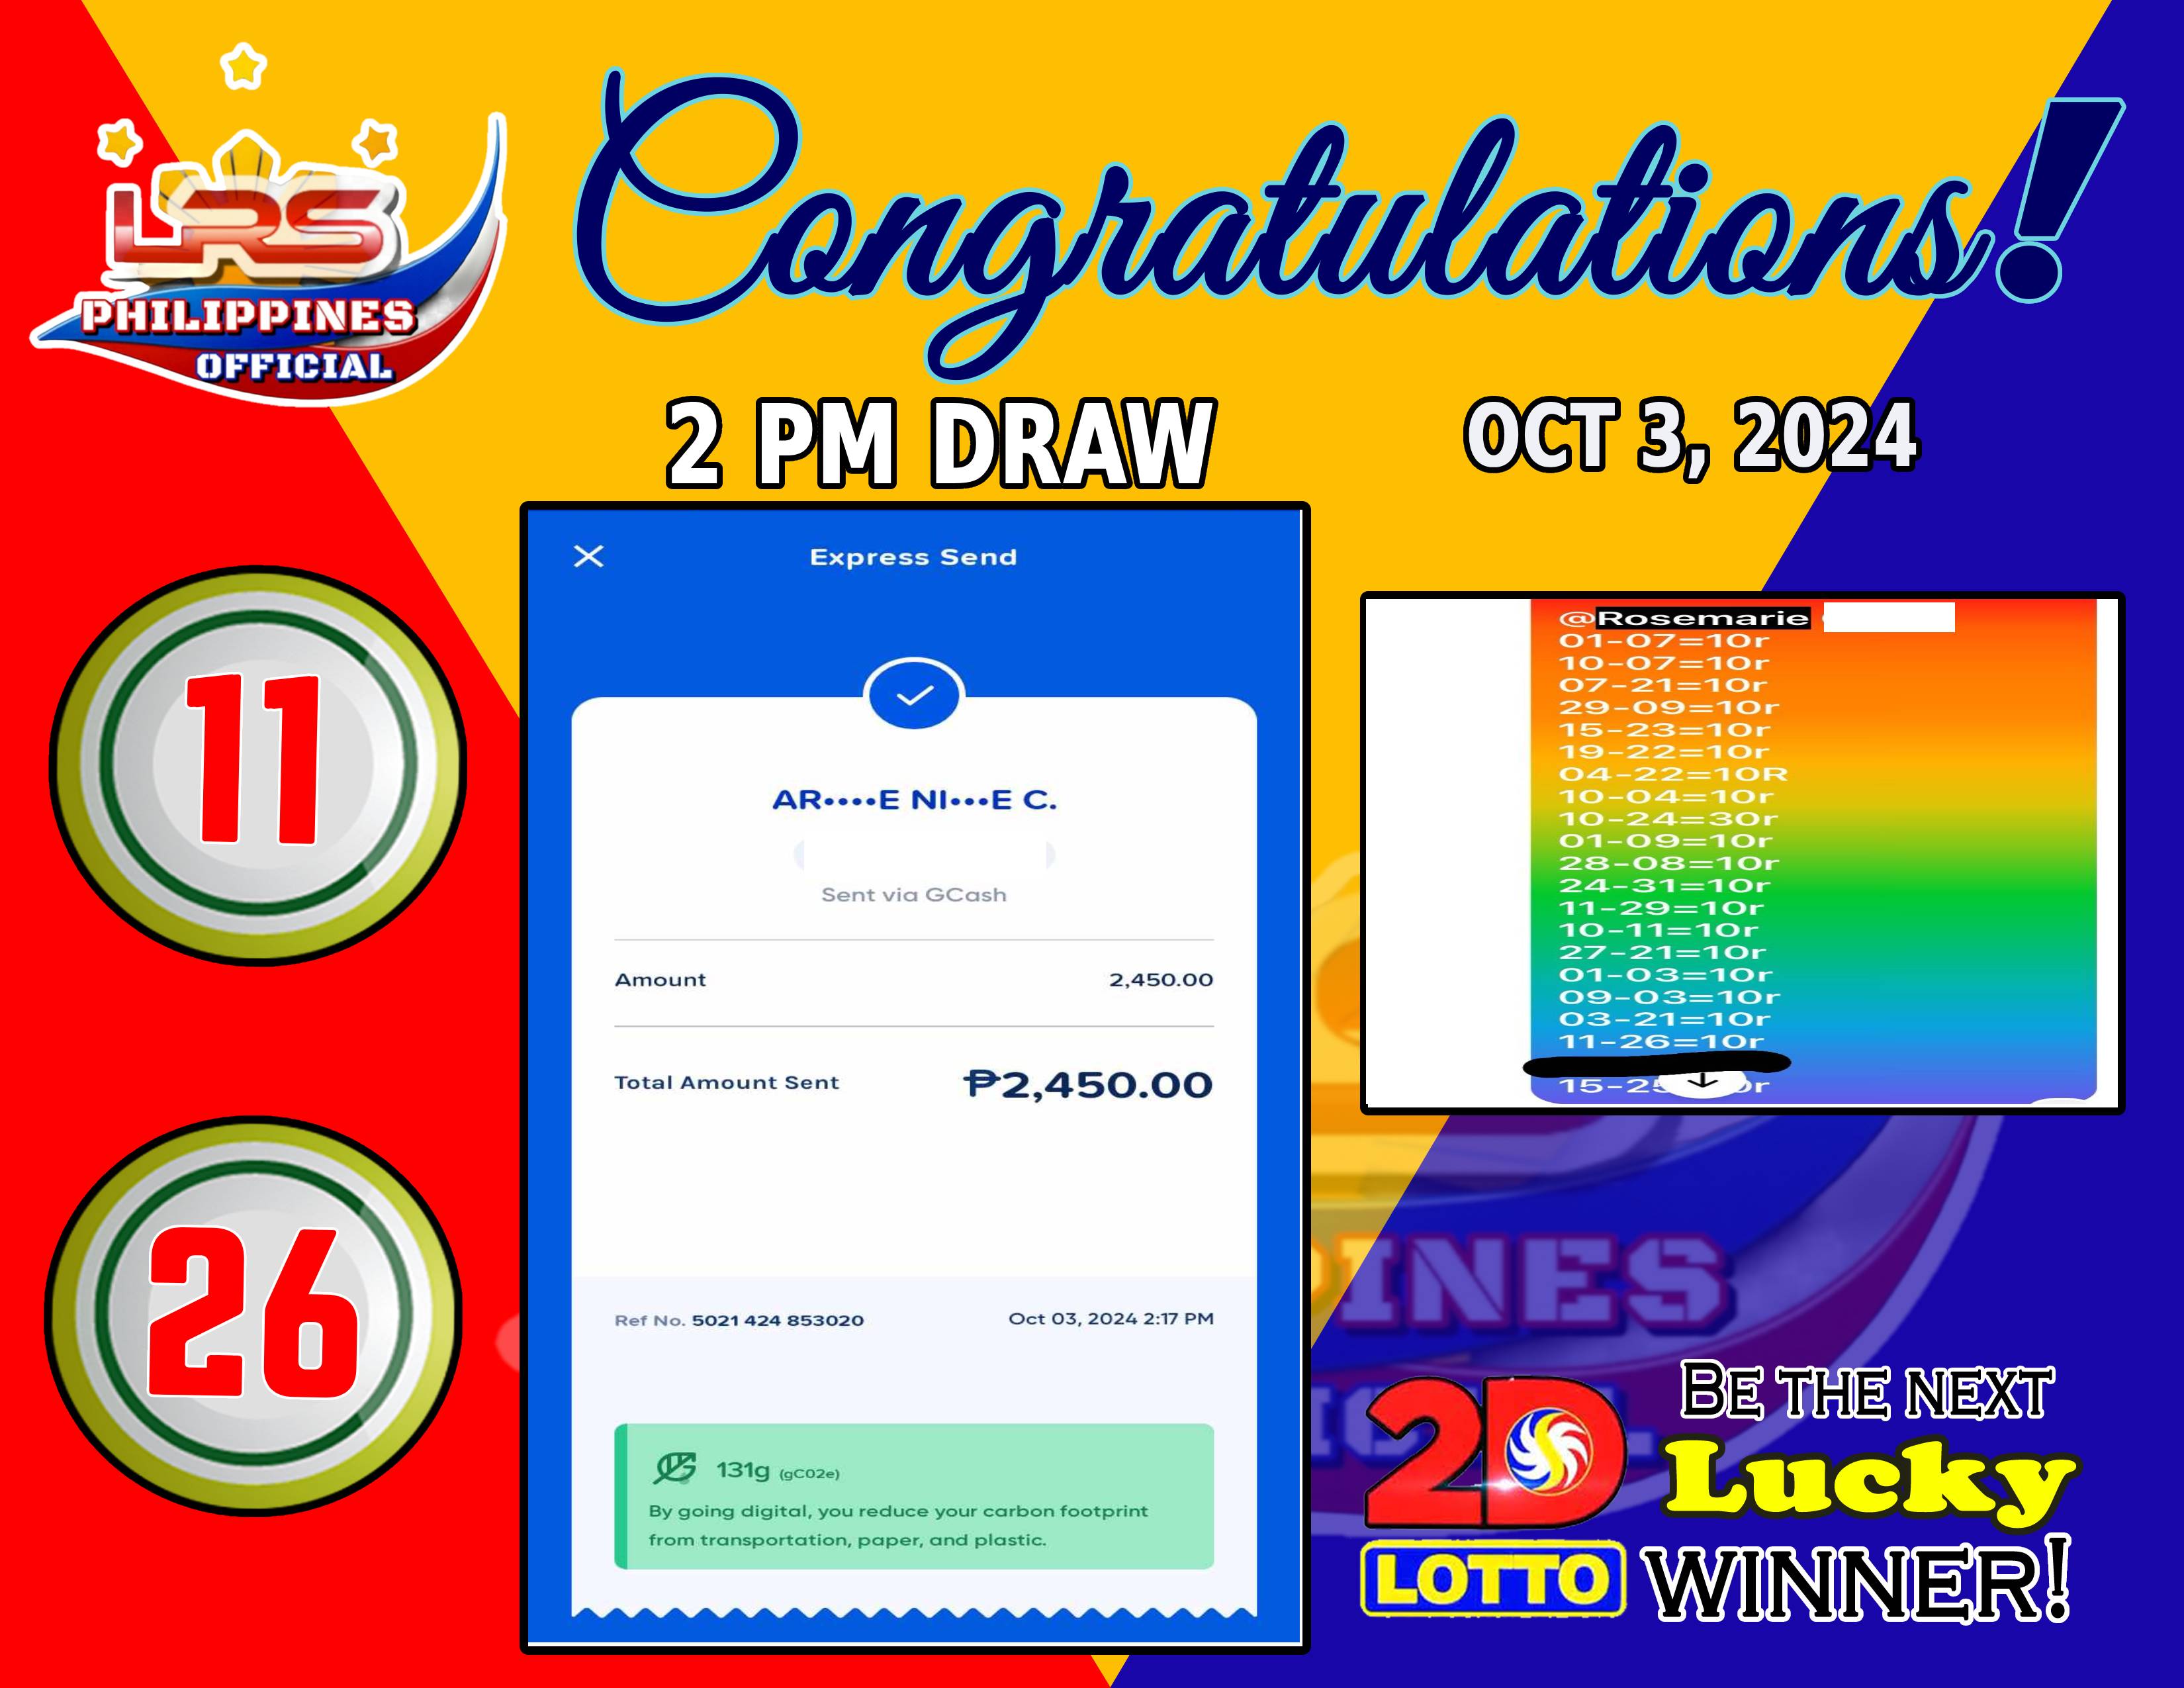 LRS
PHILIPPINES
OFFICIAL
Congratulations!
2 PM DRAW
OCT 3, 2024
11
26
Express Send
AR••••E NI•••E C.
Sent via GCash
Amount 2,450.00
Total Amount Sent ₱2,450.00
Ref No. 5021 424 853020 Oct 03, 2024 2:17 PM
131g (gCO2e)
By going digital, you reduce your carbon footprint
from transportation, paper, and plastic.
@Rosemarie
01-07=10r
10-07=10r
07-21=10r
29-09=10r
15-23=10r
19-22=10r
04-22=10R
10-04=10r
10-24=30r
01-09=10r
28-08=10r
24-31=10r
11-29=10r
10-11=10r
27-21=10r
01-03=10r
09-03=10r
03-21=10r
11-26=10r
PINES
2D
LOTTO
BE THE NEXT
Lucky
WINNER!